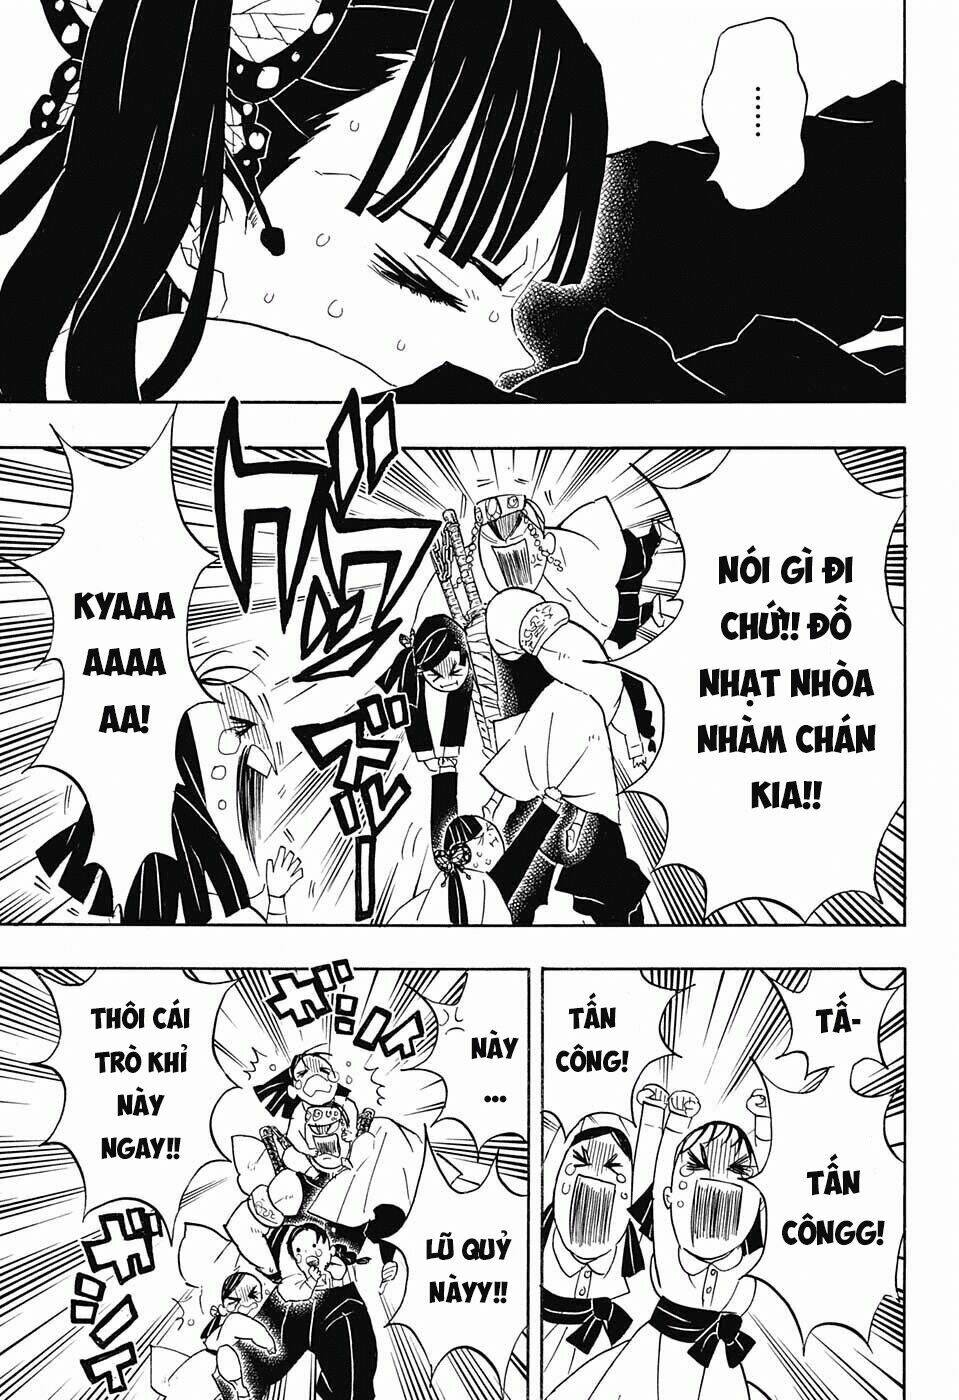 ......
NÓI GÌ ĐI
CHỨ!! ĐỒ
NHẠT NHÒA
NHÀM CHÁN
KIA!!
KYAAA
AAAA
AA!
TẤ-
TẤN
CÔNG!
TẤN
CÔNGG!
NÀY
...
THÔI CÁI
TRÒ KHỈ
NÀY
NGAY!!
LŨ QUỶ
NÀYY!!